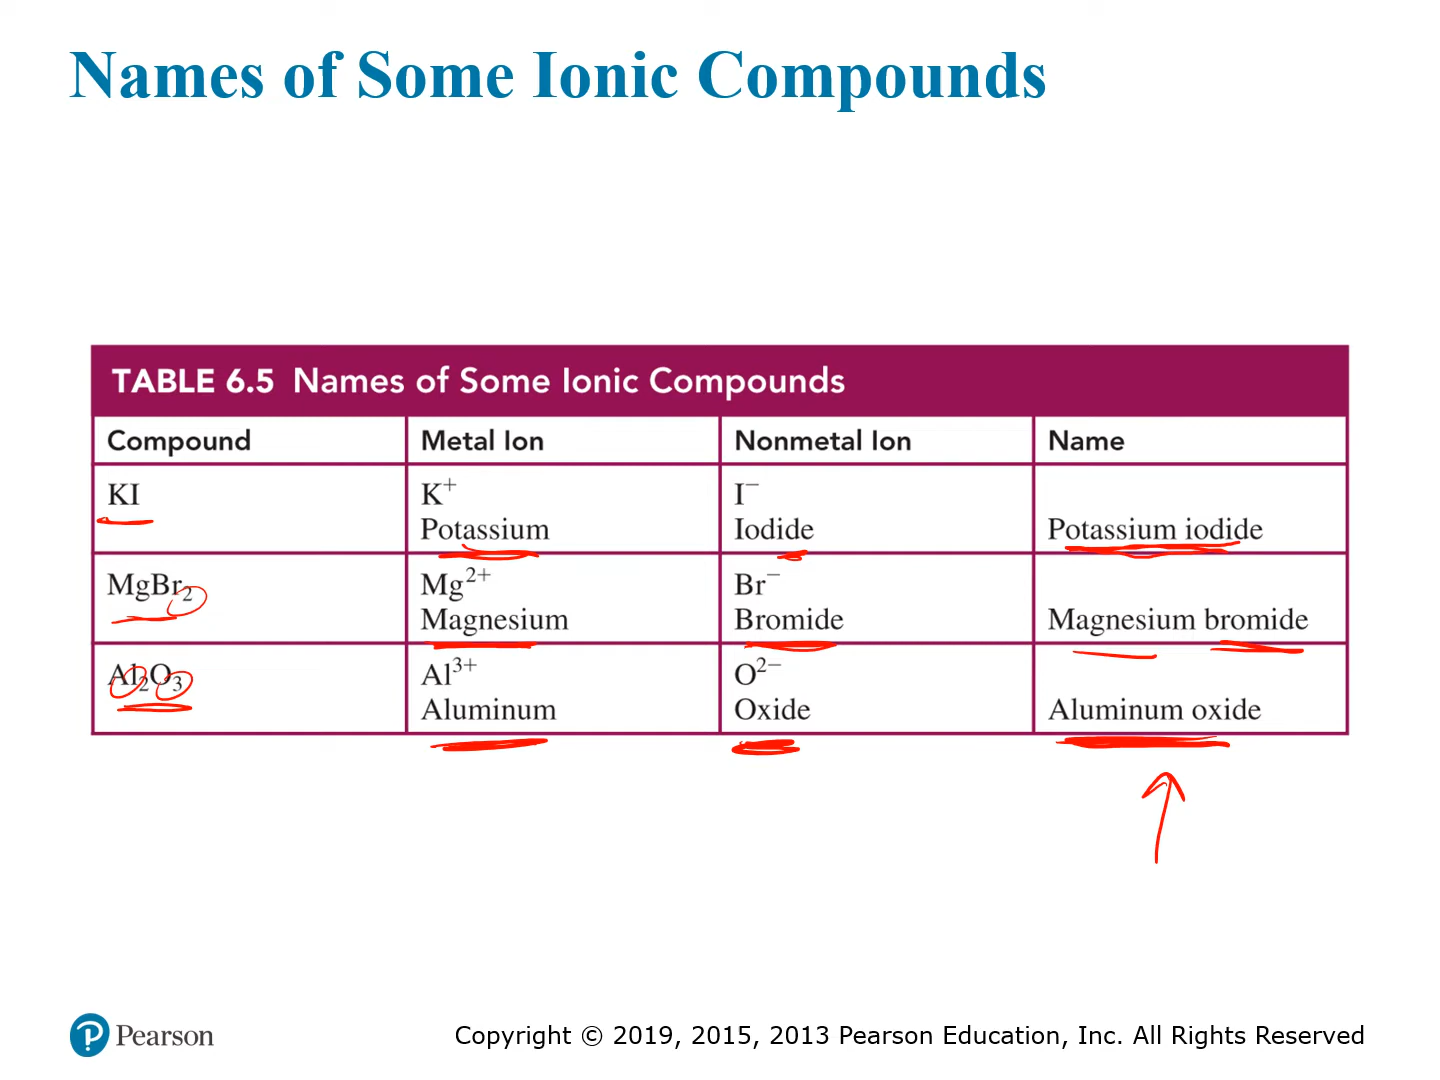 Names of Some Ionic Compounds
TABLE 6.5 Names of Some Ionic Compounds
Compound Metal Ion Nonmetal Ion Name
KI K⁺ I⁻
Potassium Iodide Potassium iodide
MgBr₂ Mg²⁺ Br⁻
Magnesium Bromide Magnesium bromide
Al₂O₃ Al³⁺ O²⁻
Aluminum Oxide Aluminum oxide
P Pearson
Copyright © 2019, 2015, 2013 Pearson Education, Inc. All Rights Reserved